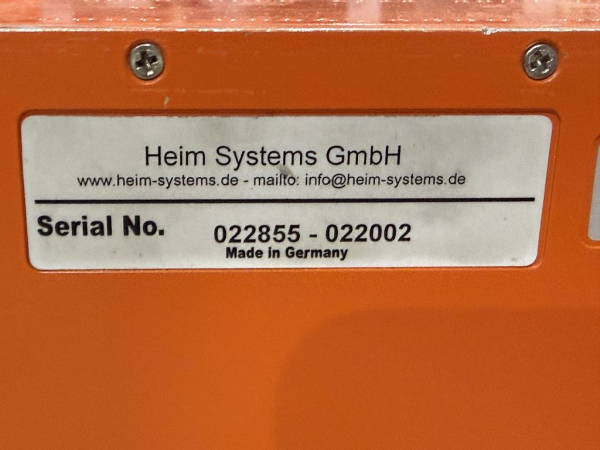 Heim Systems GmbH
www.heim-systems.de - mailto: info@heim-systems.de
Serial No. 022855 - 022002
Made in Germany